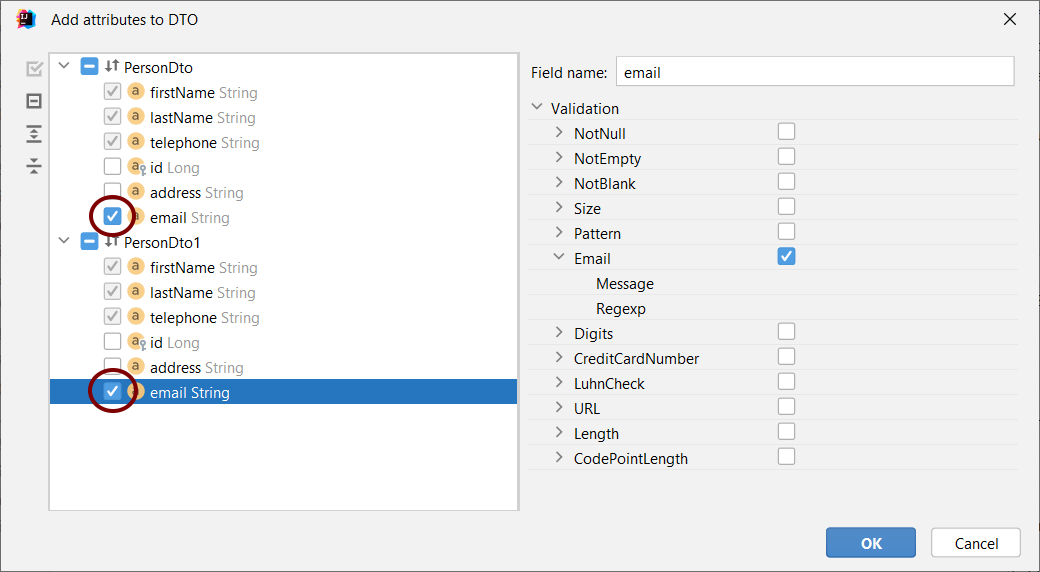 Add attributes to DTO
PersonDto
firstName String
lastName String
telephone String
id Long
address String
email String
PersonDto1
firstName String
lastName String
telephone String
id Long
address String
email String
Field name: email
Validation
NotNull
NotEmpty
NotBlank
Size
Pattern
Email
Message
Regexp
Digits
CreditCardNumber
LuhnCheck
URL
Length
CodePointLength
OK Cancel